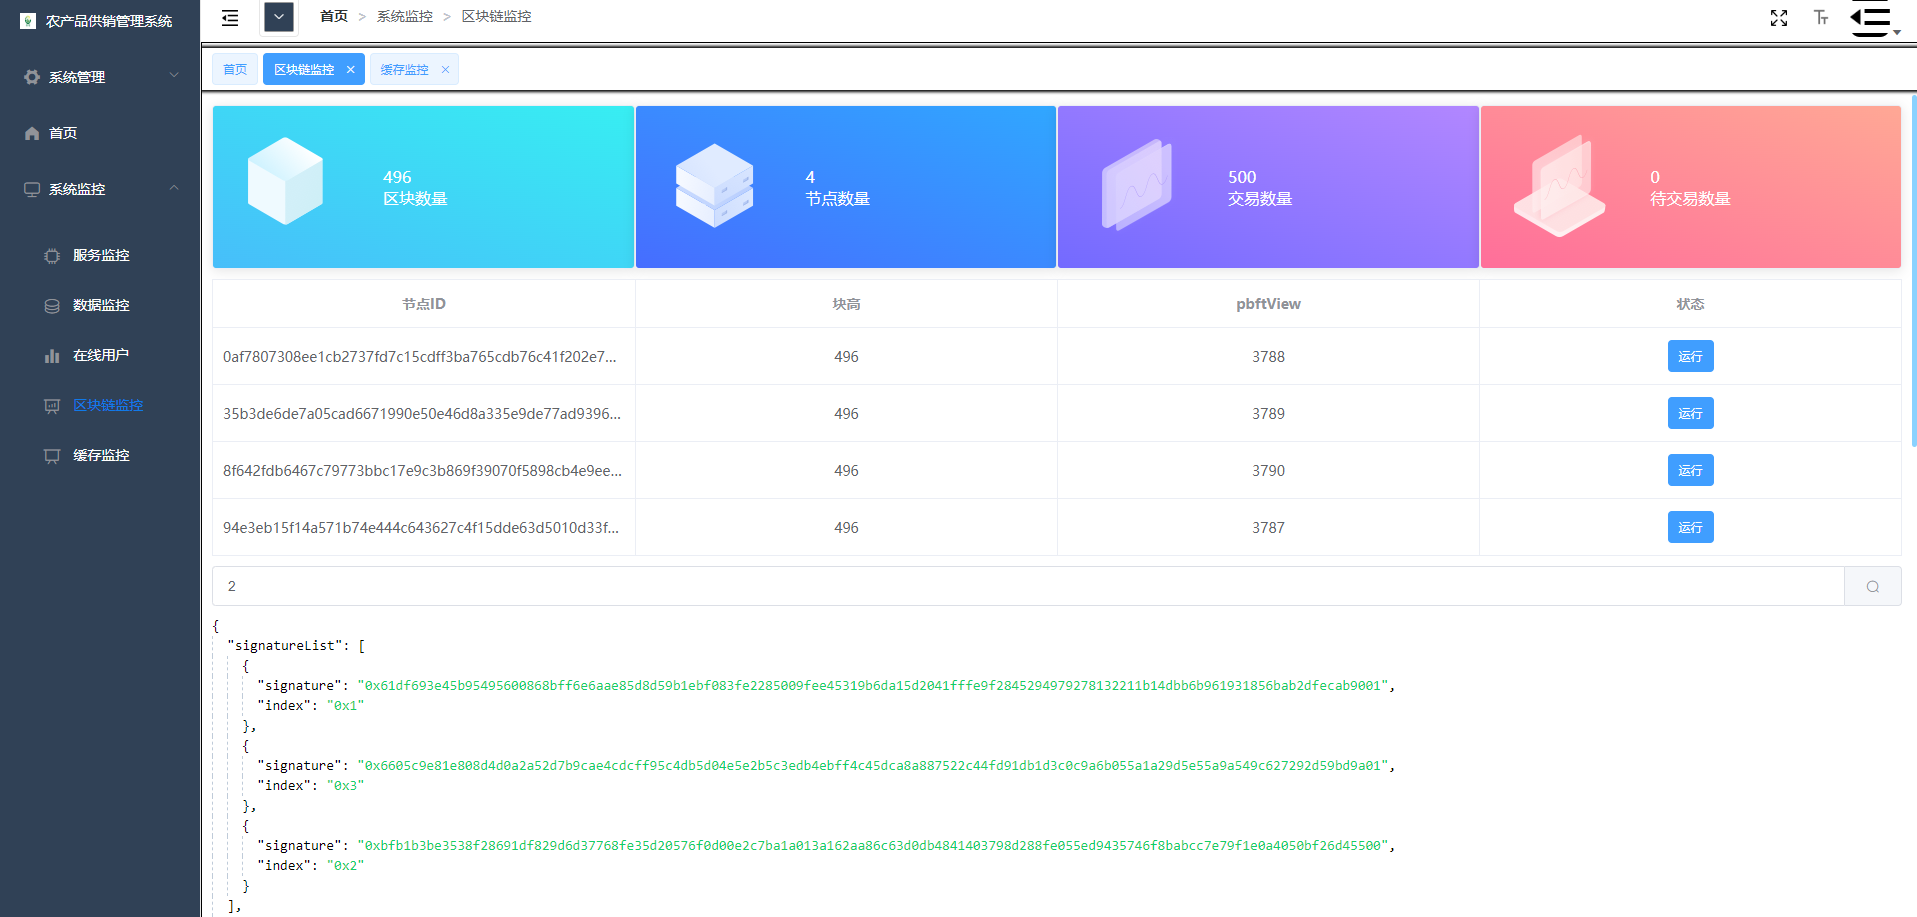 农产品供销管理系统
系统管理
首页
系统监控
服务监控
数据监控
在线用户
区块链监控
缓存监控
首页 > 系统监控 > 区块链监控
首页 区块链监控 × 缓存监控 ×
496
区块数量
4
节点数量
500
交易数量
0
待交易数量
节点ID 块高 pbftView 状态
0af7807308ee1cb2737fd7c15cdff3ba765cdb76c41f202e7... 496 3788 运行
35b3de6de7a05cad6671990e50e46d8a335e9de77ad9396... 496 3789 运行
8f642fdb6467c79773bbc17e9c3b869f39070f5898cb4e9ee... 496 3790 运行
94e3eb15f14a571b74e444c643627c4f15dde63d5010d33f... 496 3787 运行
2
{
"signatureList": [
{
"signature": "0x61df693e45b95495600868bff6e6aae85d8d59b1ebf083fe2285009fee45319b6da15d2041fffe9f2845294979278132211b14dbb6b961931856bab2dfecab9001",
"index": "0x1"
},
{
"signature": "0x6605c9e81e808d4d0a2a52d7b9cae4cdcff95c4db5d04e5e2b5c3edb4ebff4c45dca8a887522c44fd91db1d3c0c9a6b055a1a29d5e55a9a549c627292d59bd9a01",
"index": "0x3"
},
{
"signature": "0xbfb1b3be3538f28691df829d6d37768fe35d20576f0d00e2c7ba1a013a162aa86c63d0db4841403798d288fe055ed9435746f8babcc7e79f1e0a4050bf26d45500",
"index": "0x2"
}
],